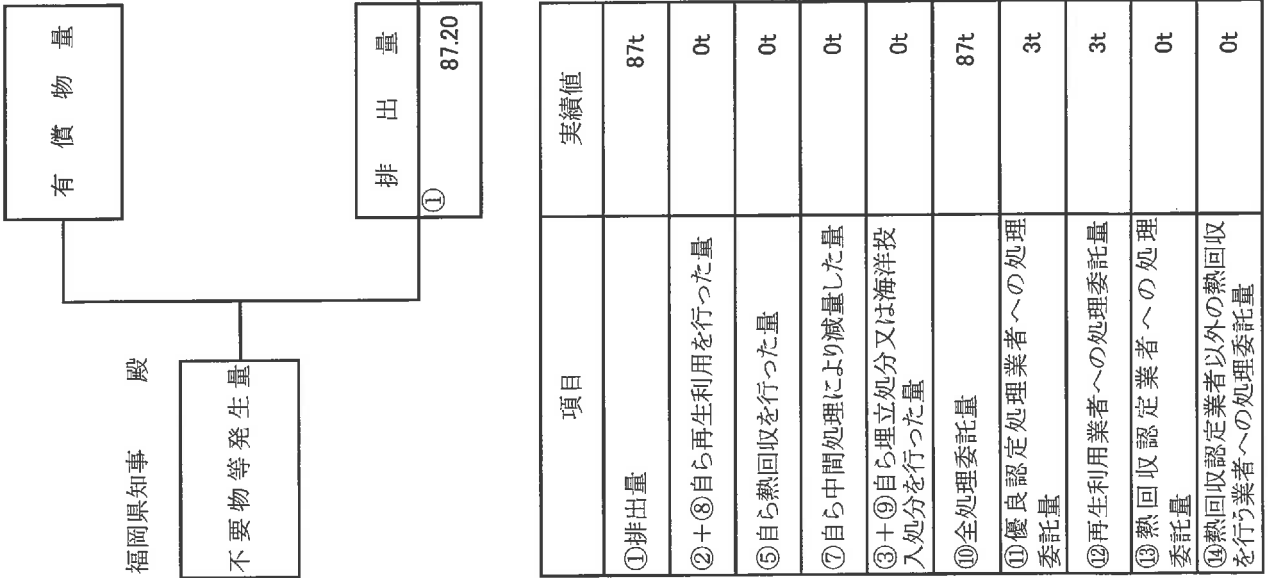 福岡県知事　殿
有償物量
不要物等発生量
排出量
①
87.20
項目 実績値
①排出量 87t
②+⑧自ら再生利用を行った量 0t
⑤自ら熱回収を行った量 0t
⑦自ら中間処理により減量した量 0t
③+⑨自ら埋立処分又は海洋投
入処分を行った量 0t
⑩全処理委託量 87t
⑪優良認定処理業者への処理
委託量 3t
⑫再生利用業者への処理委託量 3t
⑬熱回収認定業者への処理
委託量 0t
⑭熱回収認定業者以外の熱回収
を行う業者への処理委託量 0t